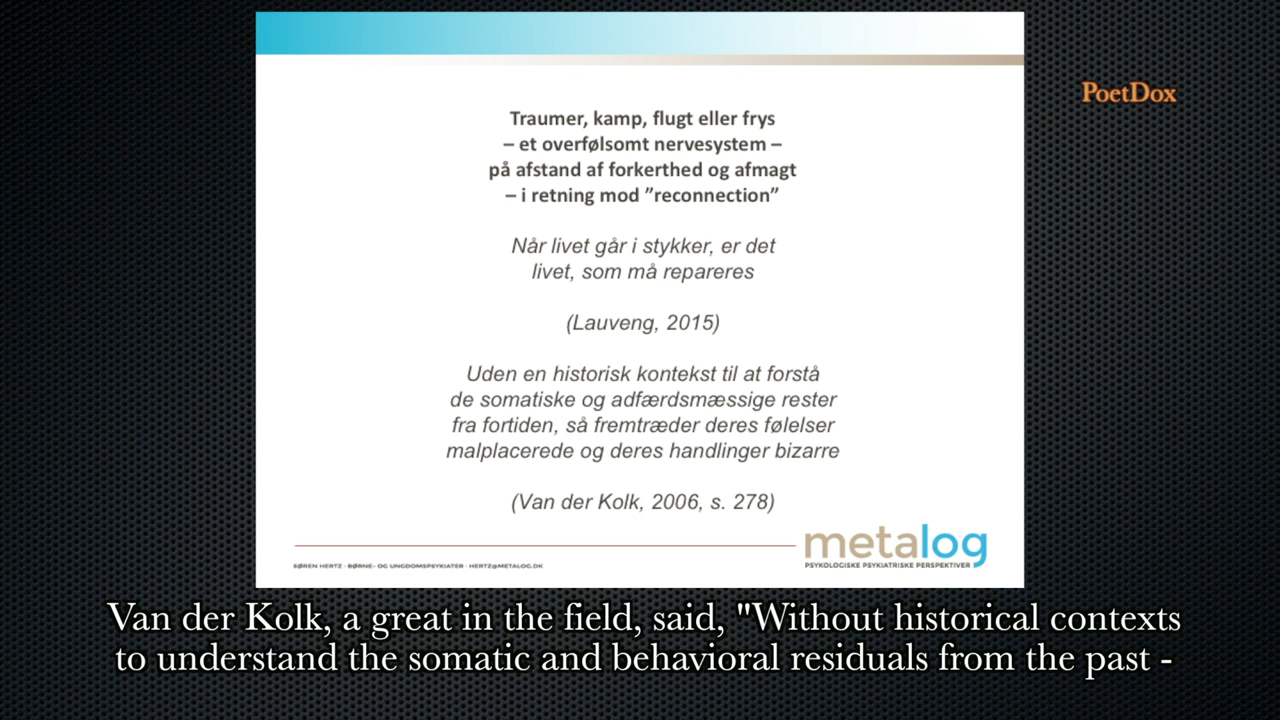 PoetDox
Traumer, kamp, flugt eller frys
– et overfølsomt nervesystem –
på afstand af forkerthed og afmagt
– i retning mod ”reconnection”
Når livet går i stykker, er det
livet, som må repareres
(Lauveng, 2015)
Uden en historisk kontekst til at forstå
de somatiske og adfærdsmæssige rester
fra fortiden, så fremtræder deres følelser
malplacerede og deres handlinger bizarre
(Van der Kolk, 2006, s. 278)
SØREN HERTZ · BØRNE- OG UNGDOMSPSYKIATER · HERTZ@METALOG.DK
metalog
PSYKOLOGISKE PSYKIATRISKE PERSPEKTIVER
Van der Kolk, a great in the field, said, "Without historical contexts
to understand the somatic and behavioral residuals from the past -